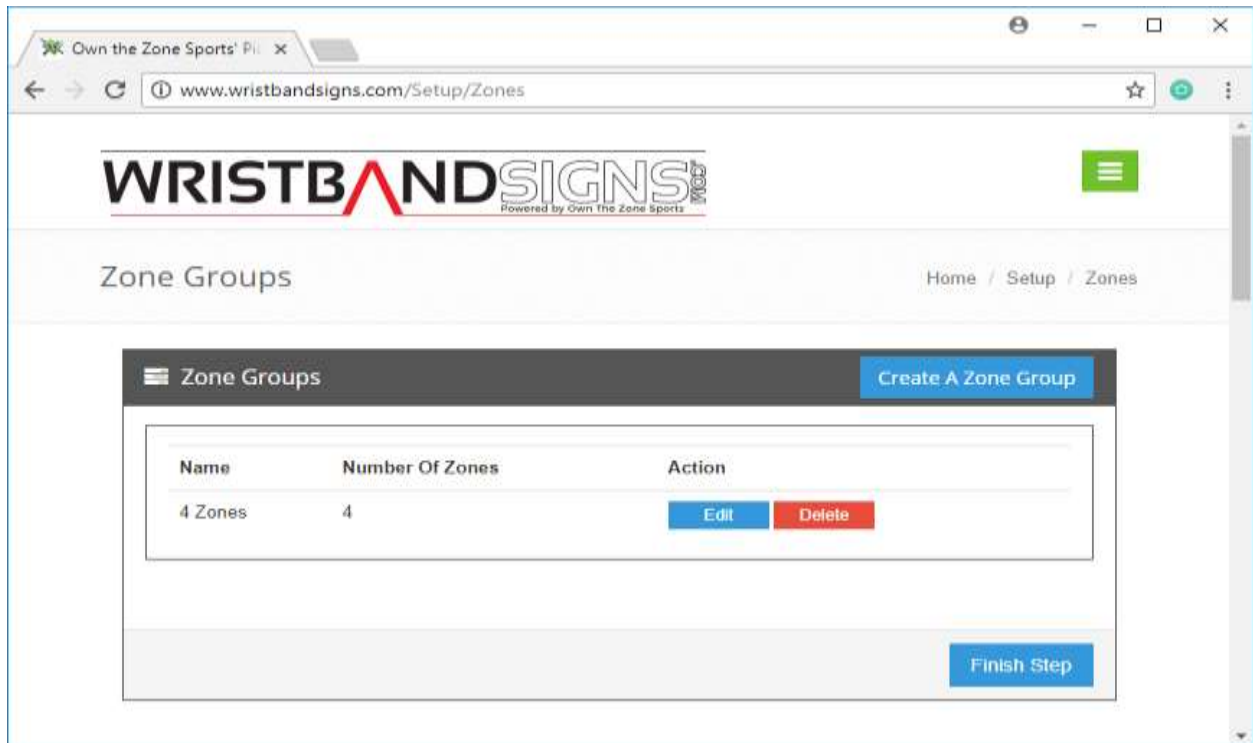 Own the Zone Sports' Pi
www.wristbandsigns.com/Setup/Zones
WRISTBANDSIGNS.COM
Powered by Own The Zone Sports
Zone Groups
Home / Setup / Zones
Zone Groups
Create A Zone Group
Name Number Of Zones Action
4 Zones 4 Edit Delete
Finish Step